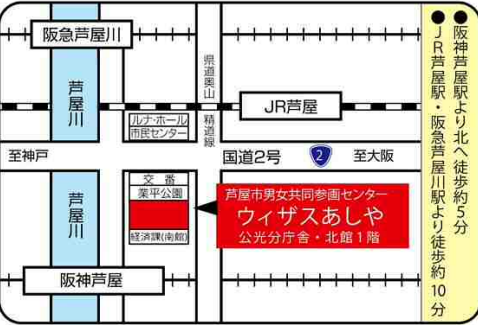 ●阪神芦屋駅より北へ徒歩約5分
●JR芦屋駅・阪急芦屋川駅より徒歩約10分
阪急芦屋川
芦屋川
県道奥山精道線
JR芦屋
ルナ・ホール
市民センター
至神戸
国道2号
2
至大阪
交番
業平公園
芦屋川
経済課(南館)
芦屋市男女共同参画センター
ウィザスあしや
公光分庁舎・北館1階
阪神芦屋